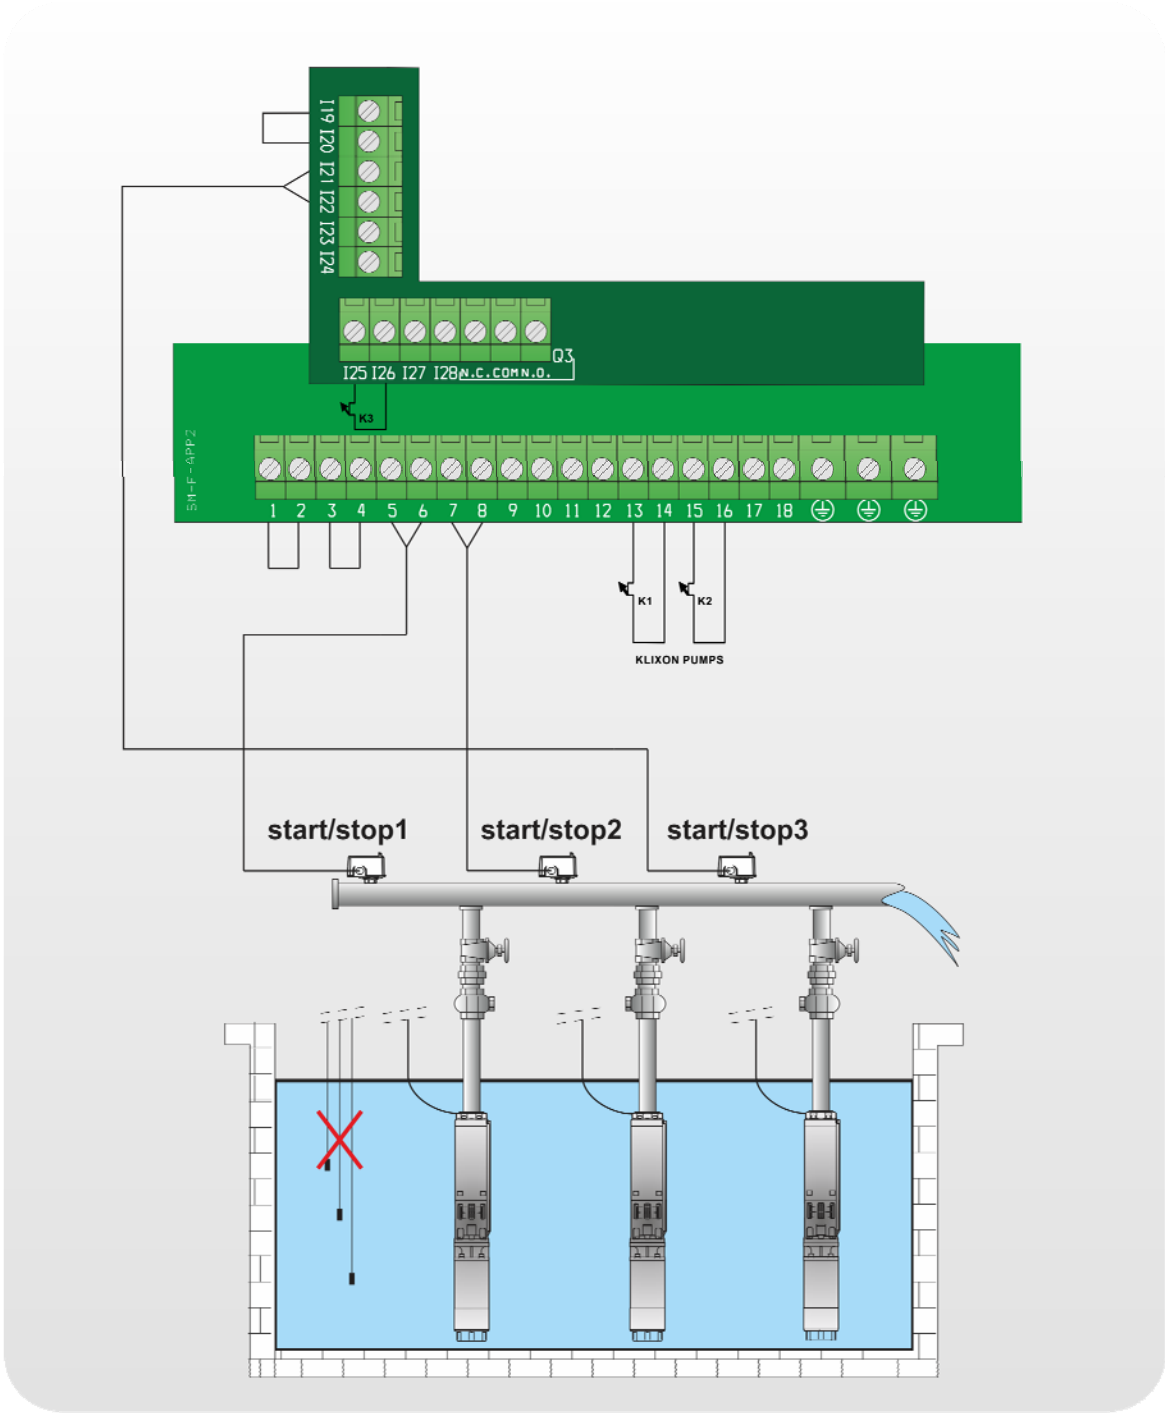 I19
I20
I21
I22
I23
I24
Q3
I25 I26 I27 I28 N.C.COMN.O.
K3
SM-F-APP2
1 2 3 4 5 6 7 8 9 10 11 12 13 14 15 16 17 18
K1 K2
KLIXON PUMPS
start/stop1 start/stop2 start/stop3